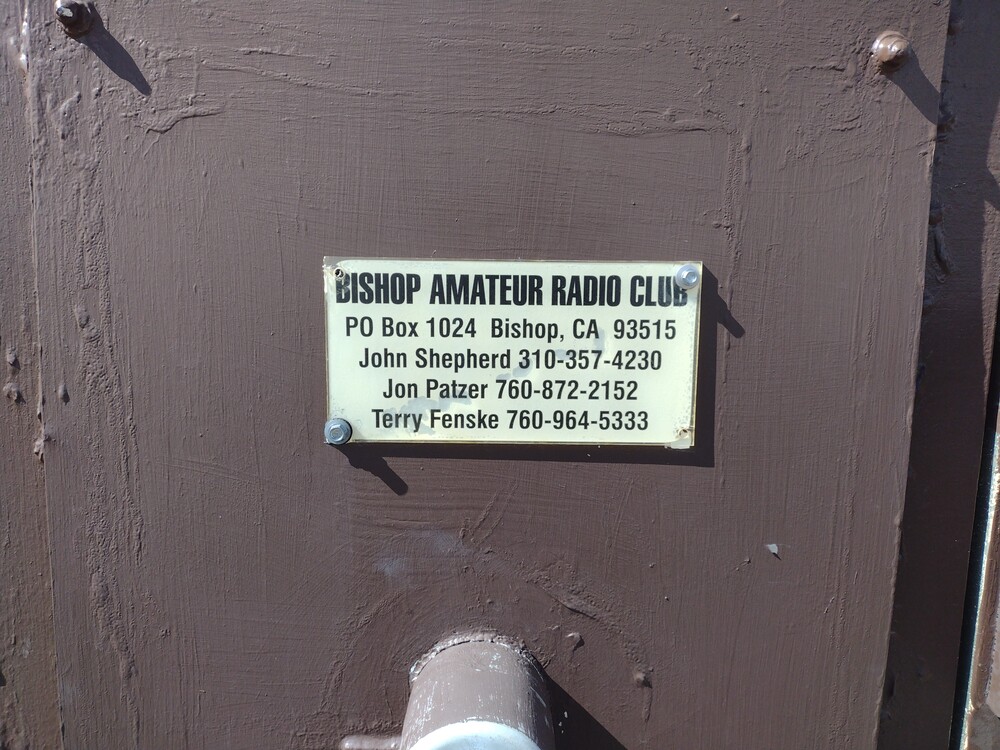 BISHOP AMATEUR RADIO CLUB
PO Box 1024 Bishop, CA 93515
John Shepherd 310-357-4230
Jon Patzer 760-872-2152
Terry Fenske 760-964-5333